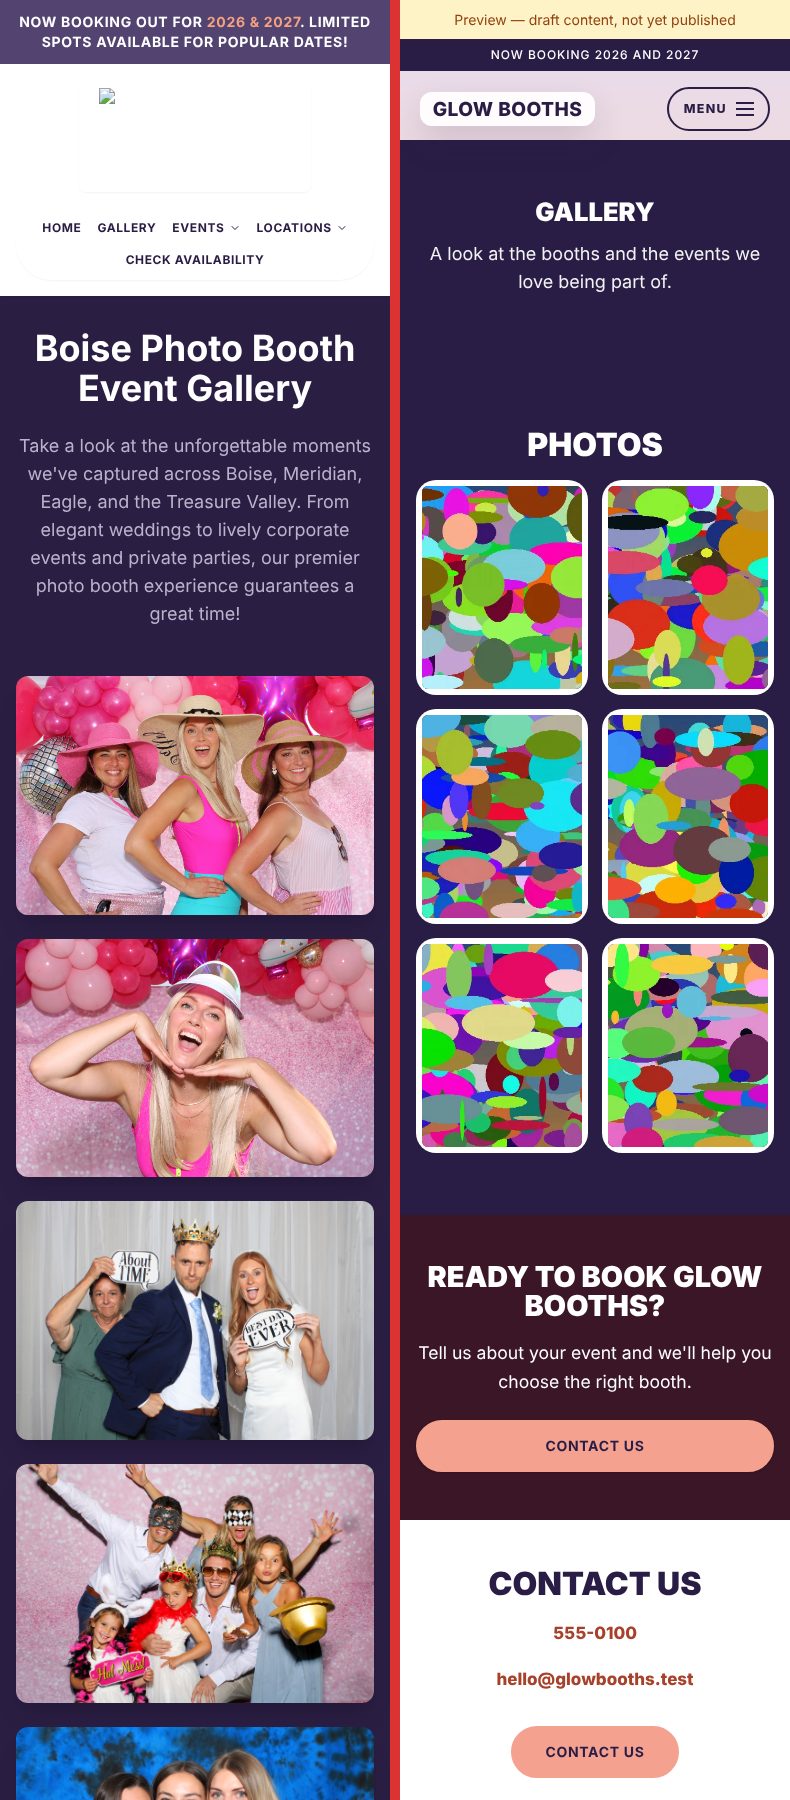 NOW BOOKING OUT FOR 2026 & 2027. LIMITED
SPOTS AVAILABLE FOR POPULAR DATES!
HOME GALLERY EVENTS LOCATIONS
CHECK AVAILABILITY
Boise Photo Booth
Event Gallery
Take a look at the unforgettable moments
we've captured across Boise, Meridian,
Eagle, and the Treasure Valley. From
elegant weddings to lively corporate
events and private parties, our premier
photo booth experience guarantees a
great time!
About
TIME
BEST DAY
EVER
Hot Mess!
Preview — draft content, not yet published
NOW BOOKING 2026 AND 2027
GLOW BOOTHS
MENU
GALLERY
A look at the booths and the events we
love being part of.
PHOTOS
READY TO BOOK GLOW
BOOTHS?
Tell us about your event and we'll help you
choose the right booth.
CONTACT US
CONTACT US
555-0100
hello@glowbooths.test
CONTACT US